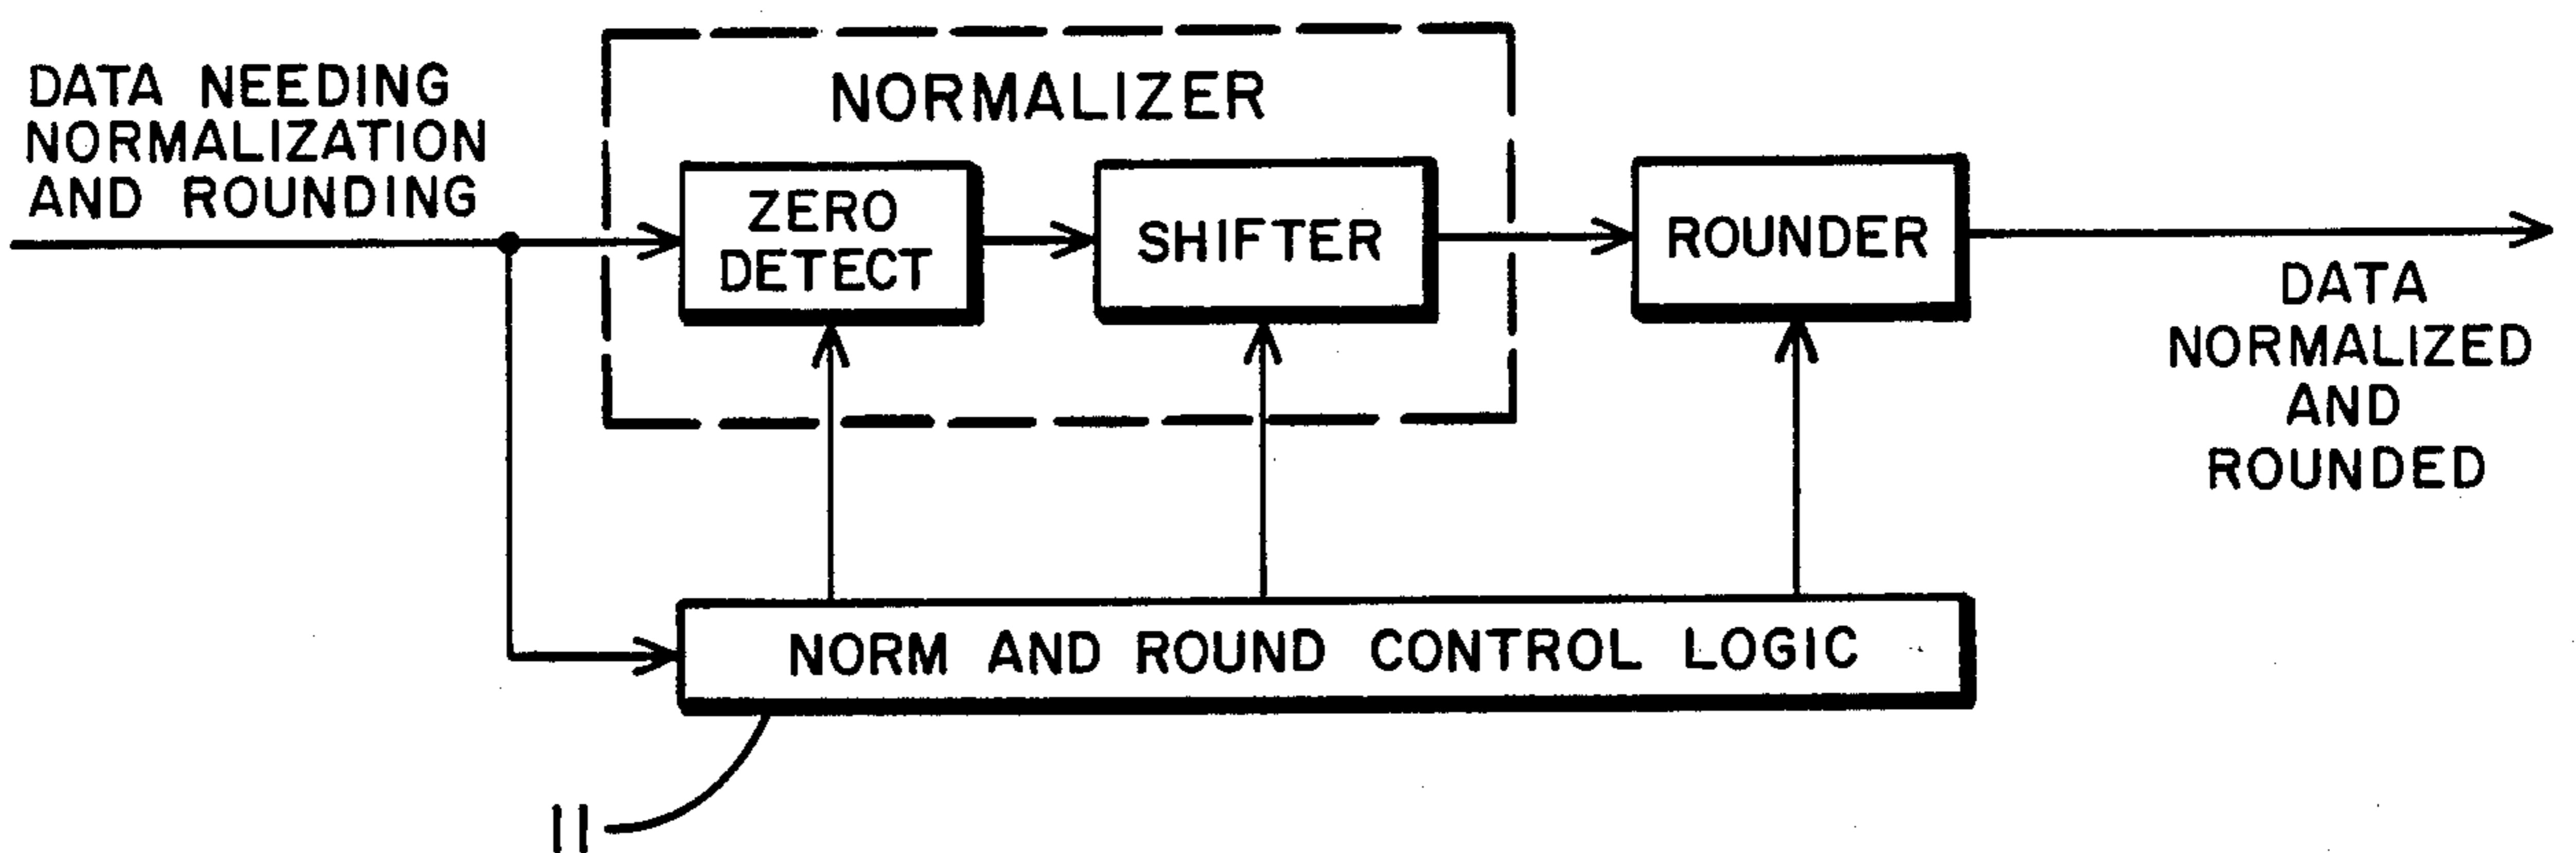 DATA NEEDING
NORMALIZATION
AND ROUNDING
NORMALIZER
ZERO
DETECT
SHIFTER
ROUNDER
DATA
NORMALIZED
AND
ROUNDED
NORM AND ROUND CONTROL LOGIC
11